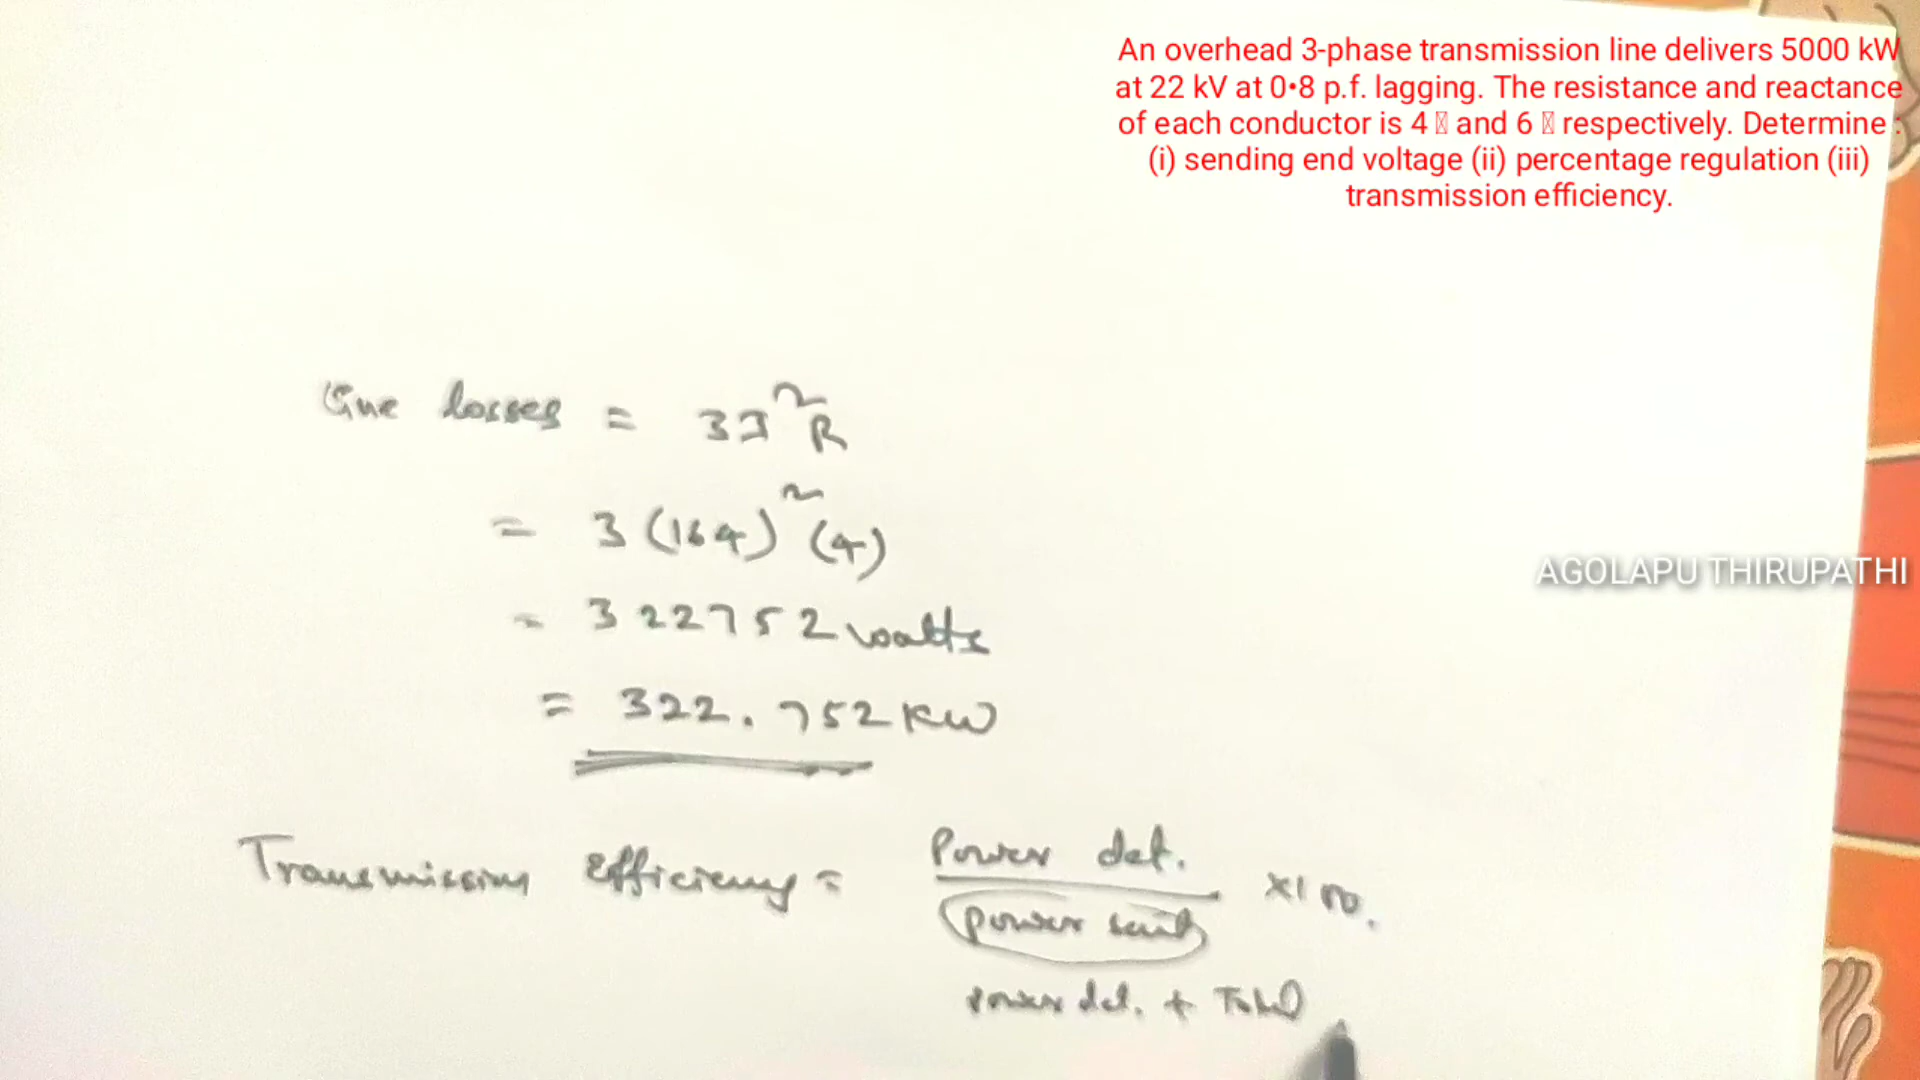 An overhead 3-phase transmission line delivers 5000 kW
at 22 kV at 0•8 p.f. lagging. The resistance and reactance
of each conductor is 4 and 6 respectively. Determine :
(i) sending end voltage (ii) percentage regulation (iii)
transmission efficiency.
Line losses = 3I²R
= 3(164)²(4)
AGOLAPU THIRUPATHI
= 322752 watts
= 322.752 KW
Transmission Efficiency = Power del. / power sent × 100.
power del. + Total